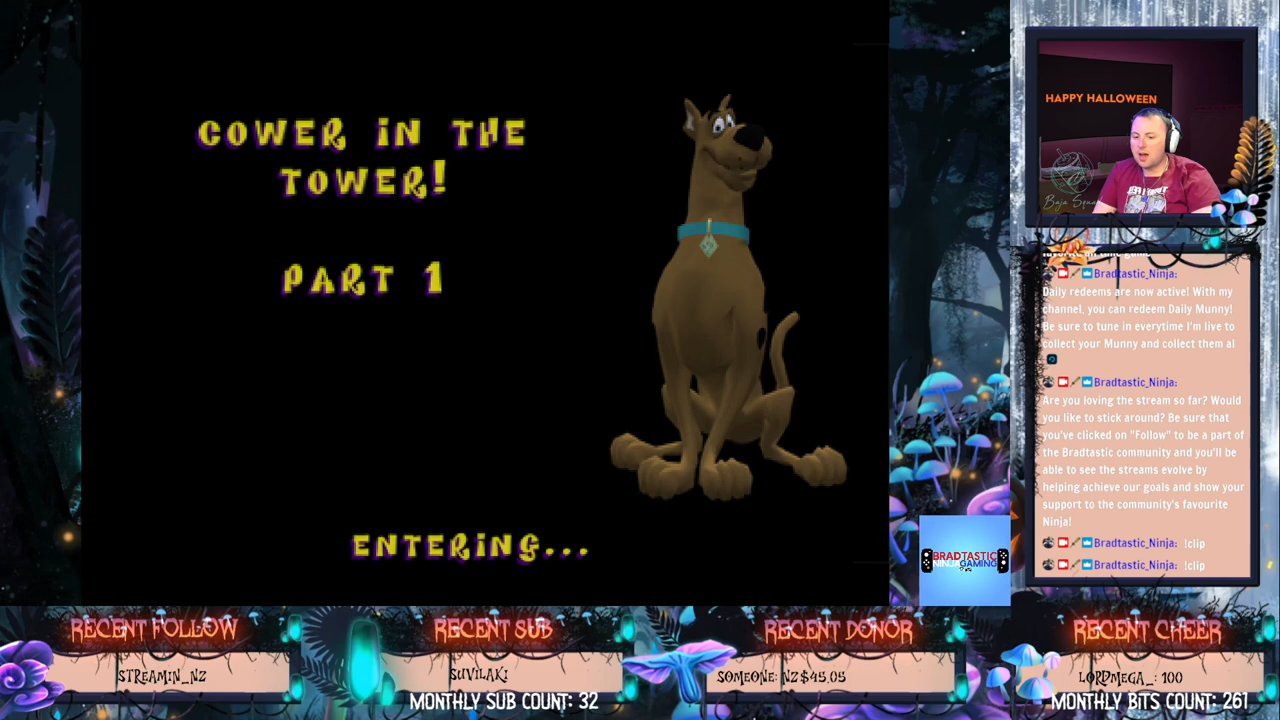 COWER IN THE
TOWER!
PART 1
ENTERING...
HAPPY HALLOWEEN
Bradtastic_Ninja:
Daily redeems are now active! With my
channel, you can redeem Daily Munny!
Be sure to tune in everytime I'm live to
collect your Munny and collect them al
Bradtastic_Ninja:
Are you loving the stream so far? Would
you like to stick around? Be sure that
you've clicked on "Follow" to be a part of
the Bradtastic community and you'll be
able to see the streams evolve by
helping achieve our goals and show your
support to the community's favourite
Ninja!
Bradtastic_Ninja: !clip
Bradtastic_Ninja: !clip
BRADTASTIC
NINJAGAMING
RECENT FOLLOW
STREAMIN_NZ
RECENT SUB
SUVILAKI
MONTHLY SUB COUNT: 32
RECENT DONOR
SOMEONE: NZ$45.05
RECENT CHEER
LORDMEGA_: 100
MONTHLY BITS COUNT: 261